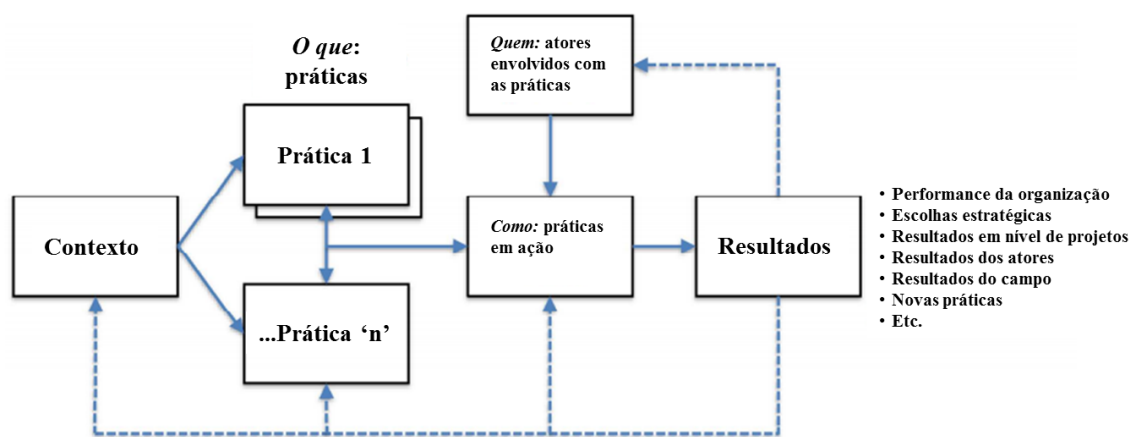 O que:
práticas
Quem: atores
envolvidos com
as práticas
Prática 1
Contexto
Como: práticas
em ação
Resultados
• Performance da organização
• Escolhas estratégicas
• Resultados em nível de projetos
• Resultados dos atores
• Resultados do campo
• Novas práticas
• Etc.
...Prática ‘n’